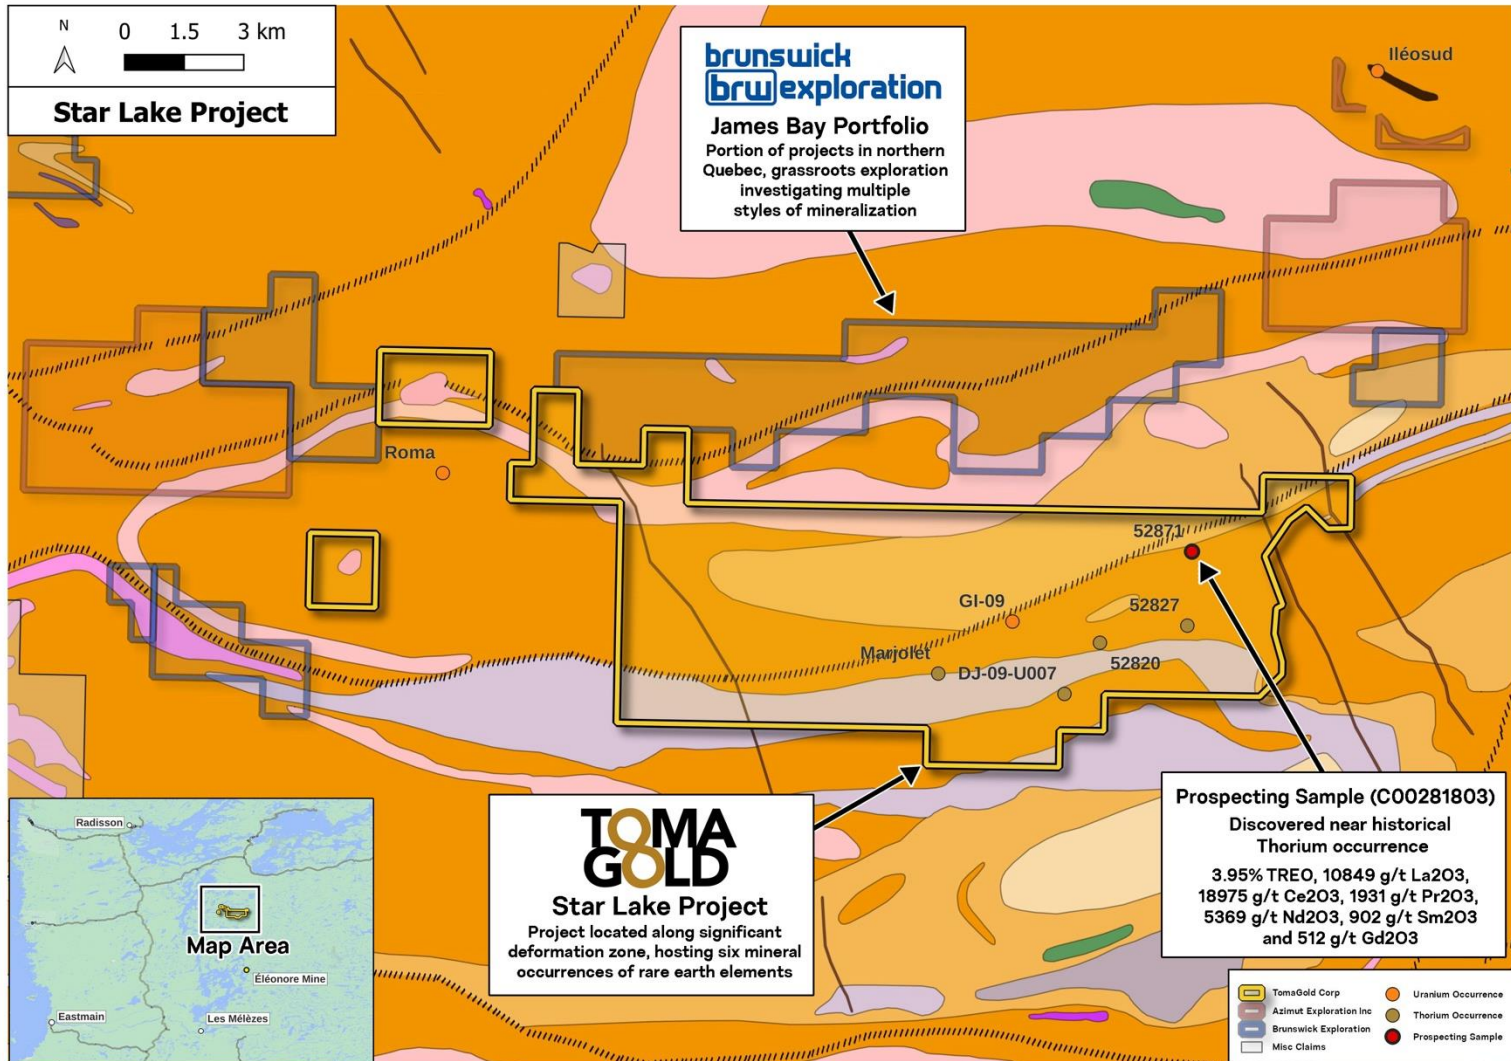 N
0 1.5 3 km
Star Lake Project
brunswick
brw exploration
James Bay Portfolio
Portion of projects in northern
Quebec, grassroots exploration
investigating multiple
styles of mineralization
Iléosud
Roma
52871
GI-09
52827
Marjolet
52820
DJ-09-U007
TOMA
GOLD
Star Lake Project
Project located along significant
deformation zone, hosting six mineral
occurrences of rare earth elements
Prospecting Sample (C00281803)
Discovered near historical
Thorium occurrence
3.95% TREO, 10849 g/t La2O3,
18975 g/t Ce2O3, 1931 g/t Pr2O3,
5369 g/t Nd2O3, 902 g/t Sm2O3
and 512 g/t Gd2O3
Radisson
Map Area
Éléonore Mine
Eastmain
Les Mélèzes
TomaGold Corp
Azimut Exploration Inc
Brunswick Exploration
Misc Claims
Uranium Occurrence
Thorium Occurrence
Prospecting Sample